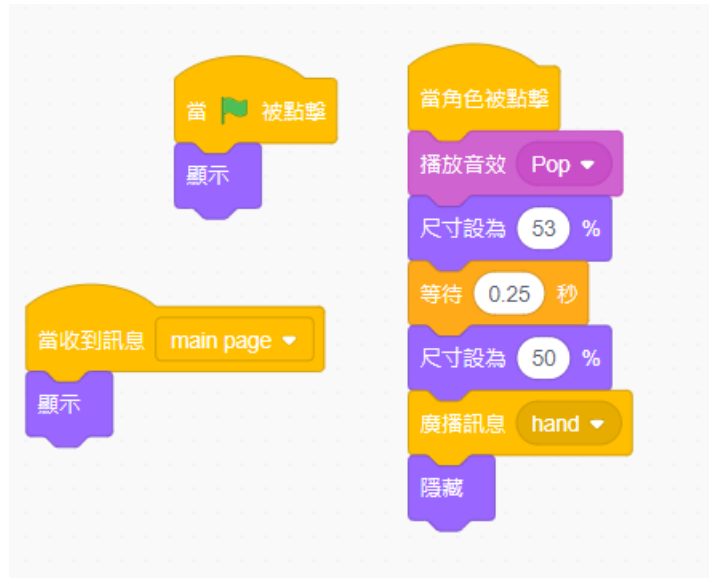 當 被點擊
顯示
當收到訊息 main page
顯示
當角色被點擊
播放音效 Pop
尺寸設為 53 %
等待 0.25 秒
尺寸設為 50 %
廣播訊息 hand
隱藏